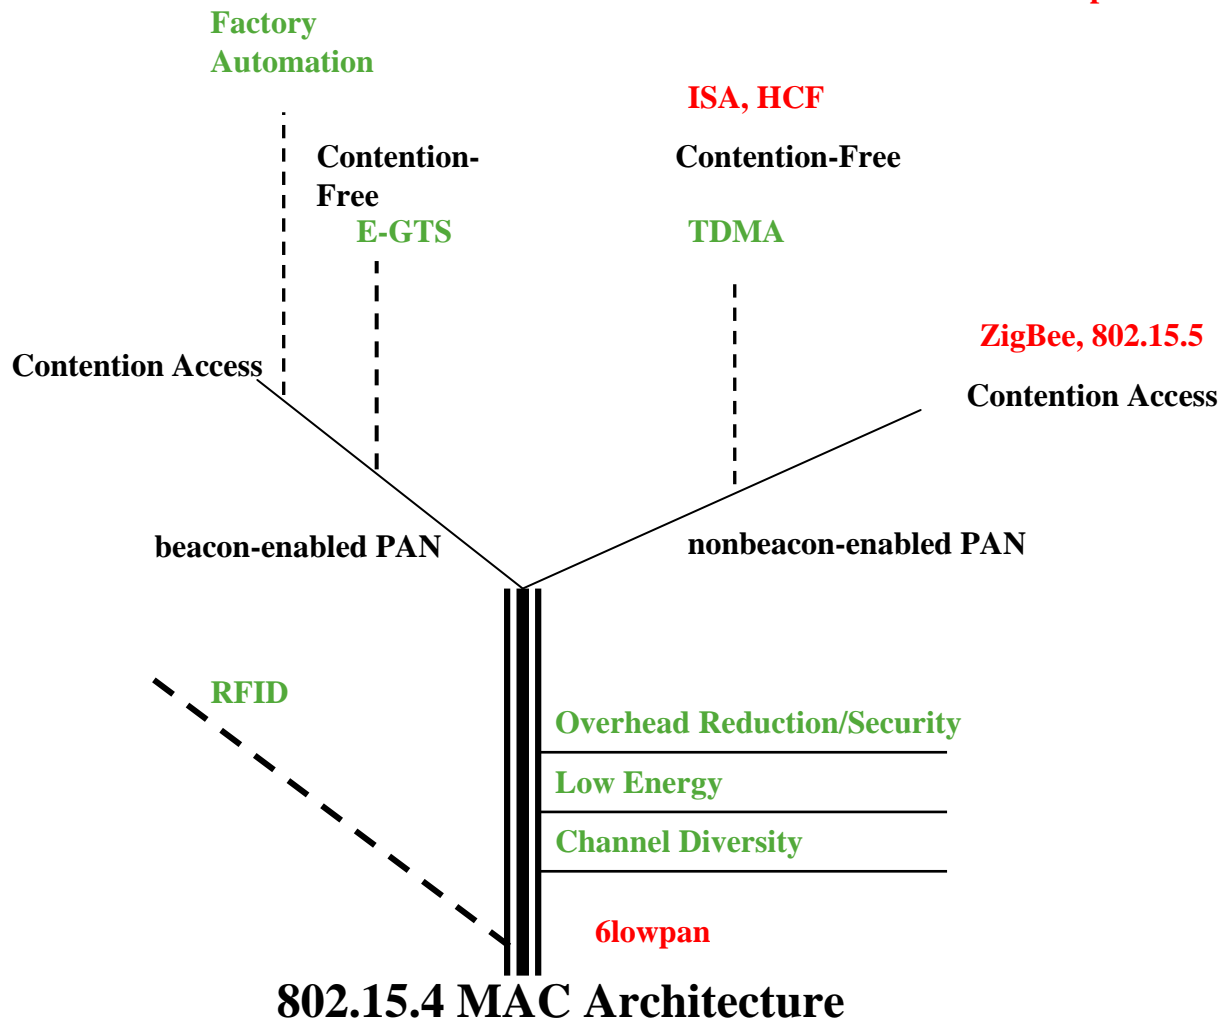 Factory
Automation
ISA, HCF
Contention-
Free
Contention-Free
E-GTS
TDMA
ZigBee, 802.15.5
Contention Access
Contention Access
beacon-enabled PAN
nonbeacon-enabled PAN
RFID
Overhead Reduction/Security
Low Energy
Channel Diversity
6lowpan
802.15.4 MAC Architecture